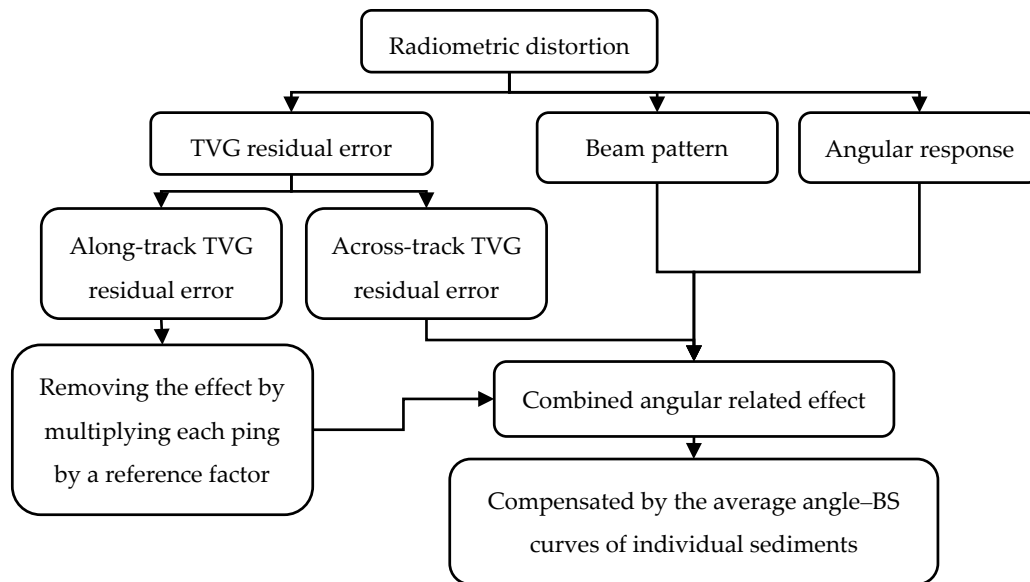 Radiometric distortion
TVG residual error
Beam pattern
Angular response
Along-track TVG
residual error
Across-track TVG
residual error
Removing the effect by
multiplying each ping
by a reference factor
Combined angular related effect
Compensated by the average angle–BS
curves of individual sediments